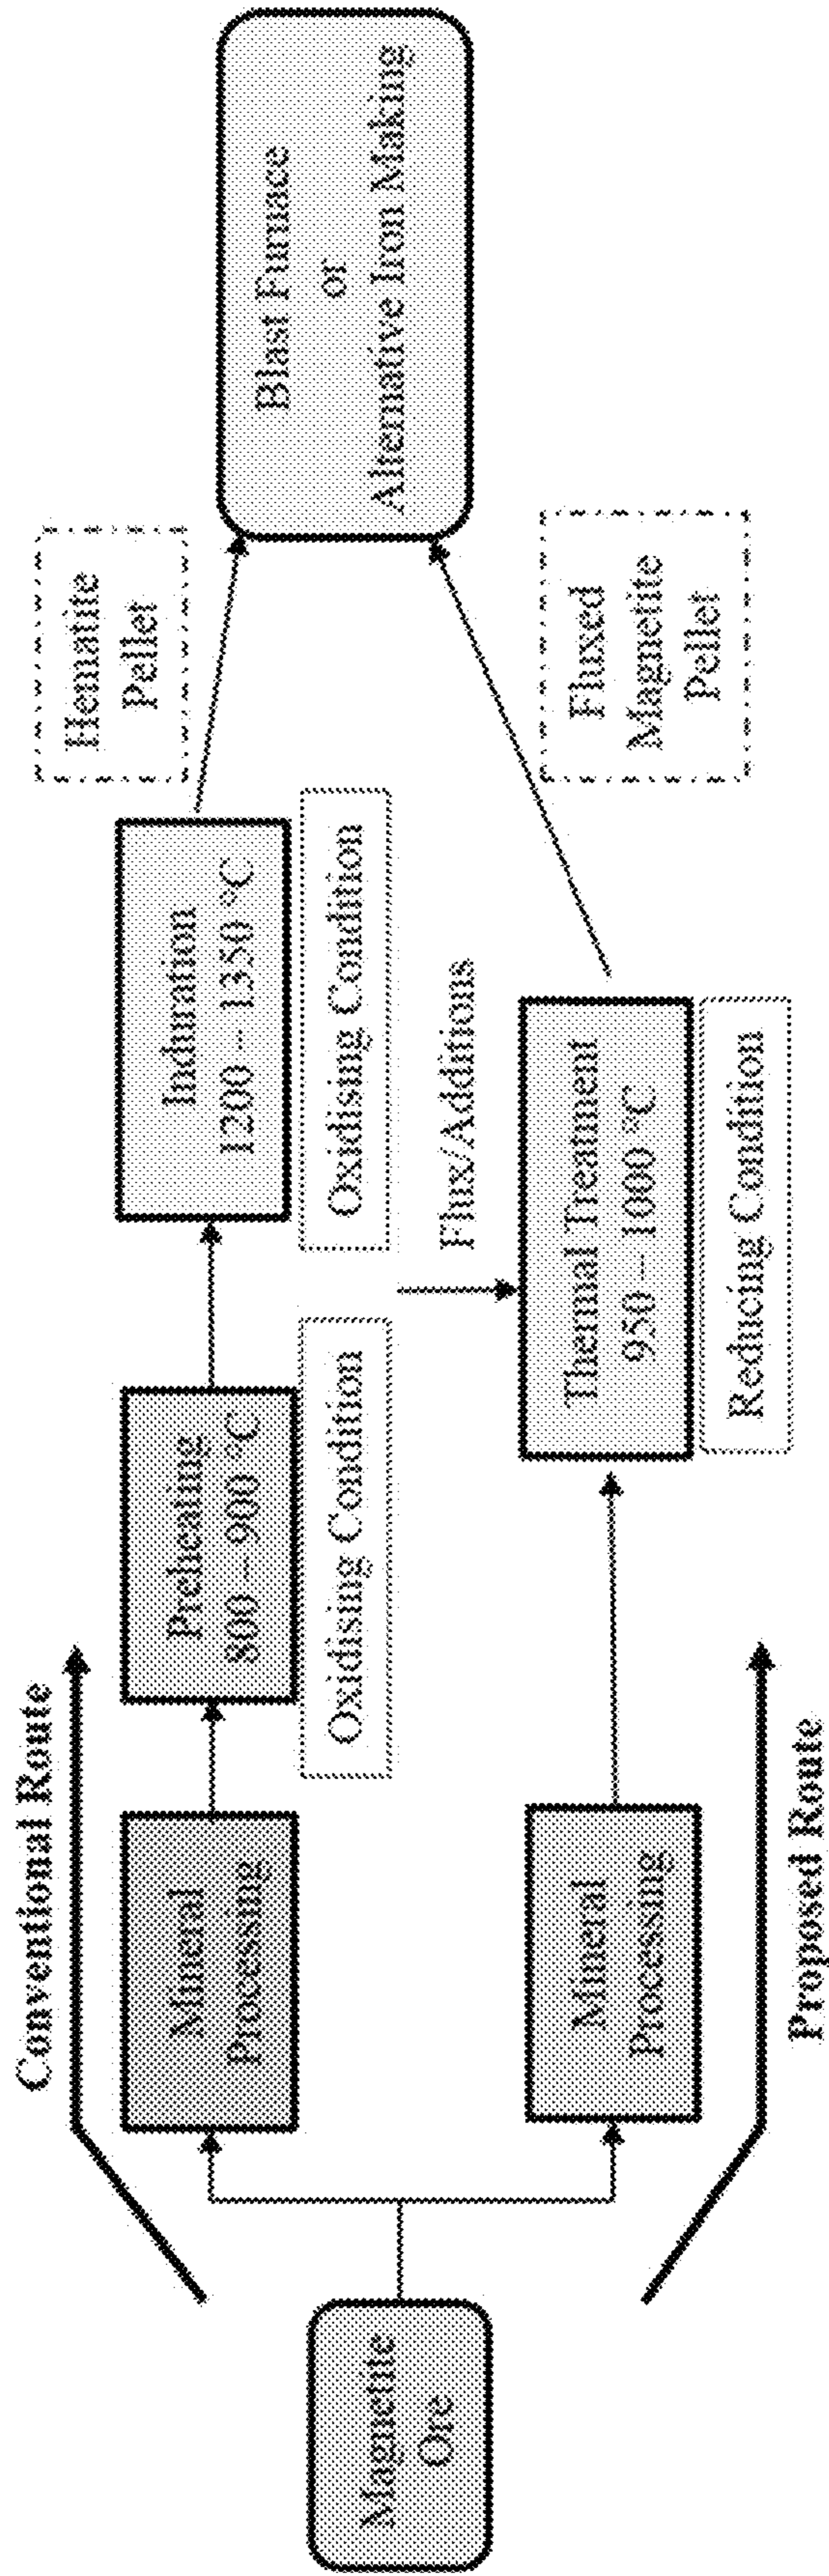 Conventional Route
Magnetite
Ore
Mineral
Processing
Preheating
800 – 900 °C
Oxidising Condition
Induration
1200 – 1350 °C
Oxidising Condition
Hematite
Pellet
Blast Furnace
or
Alternative Iron Making
Mineral
Processing
Flux/Additions
Thermal Treatment
950 – 1000 °C
Reducing Condition
Fluxed
Magnetite
Pellet
Proposed Route